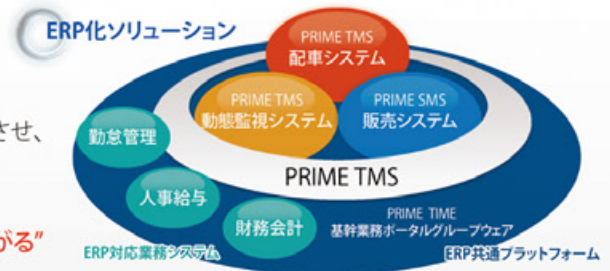 ERP化ソリューション
PRIME TMS
配車システム
PRIME TMS
動態監視システム
PRIME SMS
販売システム
させ、
勤怠管理
PRIME TMS
人事給与
財務会計
PRIME TIME
基幹業務ポータルグループウェア
がる”
ERP対応業務システム
ERP共通プラットフォーム